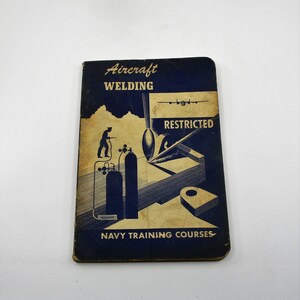 Aircraft
WELDING
RESTRICTED
NAVY TRAINING COURSES